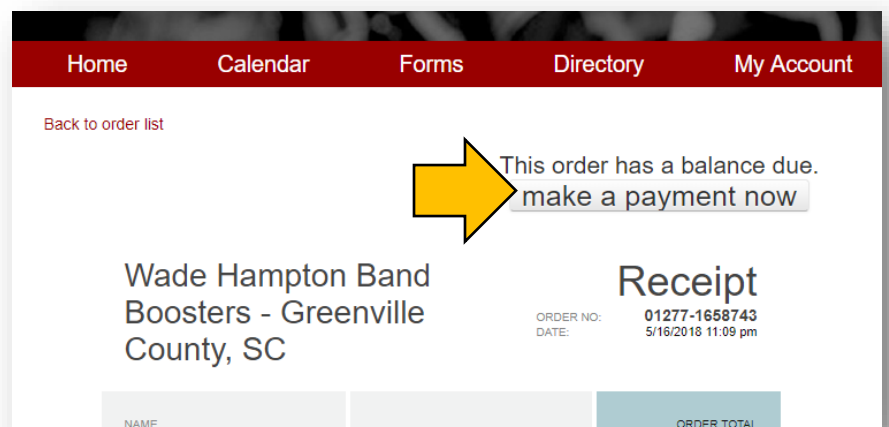 Home Calendar Forms Directory My Account
Back to order list
This order has a balance due.
make a payment now
Wade Hampton Band
Boosters - Greenville
County, SC
Receipt
ORDER NO: 01277-1658743
DATE: 5/16/2018 11:09 pm
NAME ORDER TOTAL